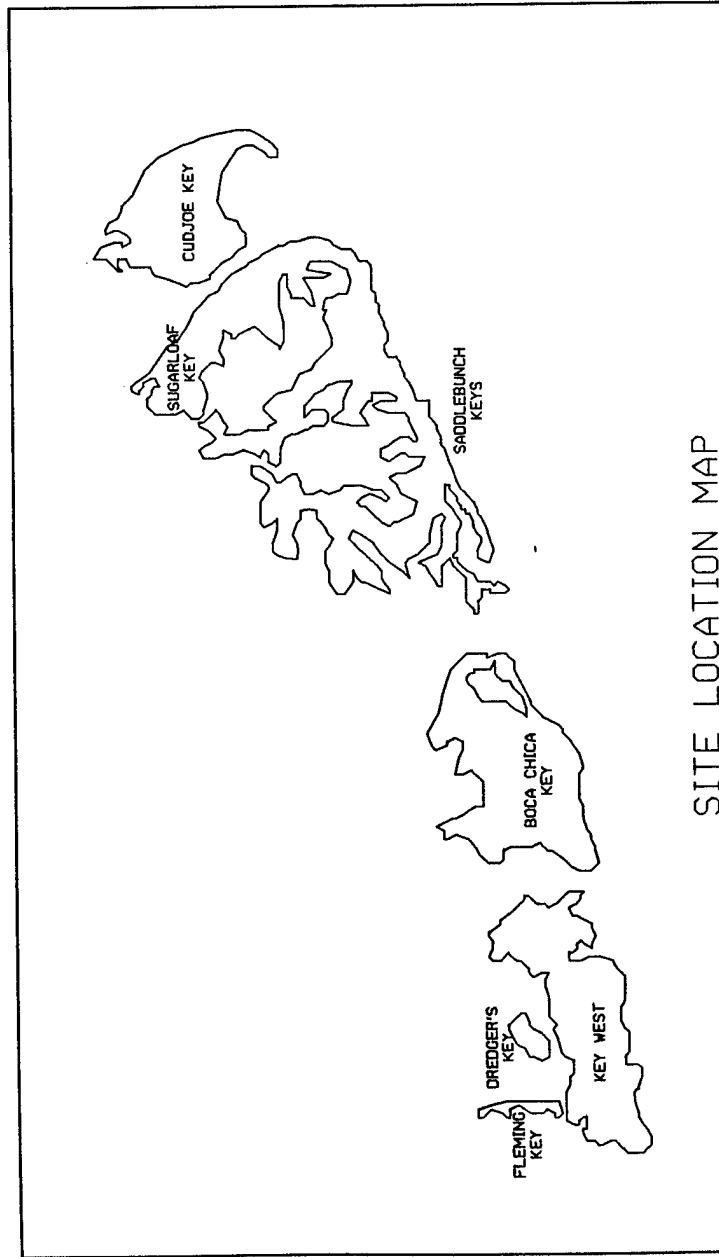 CUDJOE KEY
SUGARLOAF
KEY
SADDLEBUNCH
KEYS
BOCA CHICA
KEY
DREDGER'S
KEY
FLEMING
KEY
KEY WEST
SITE LOCATION MAP